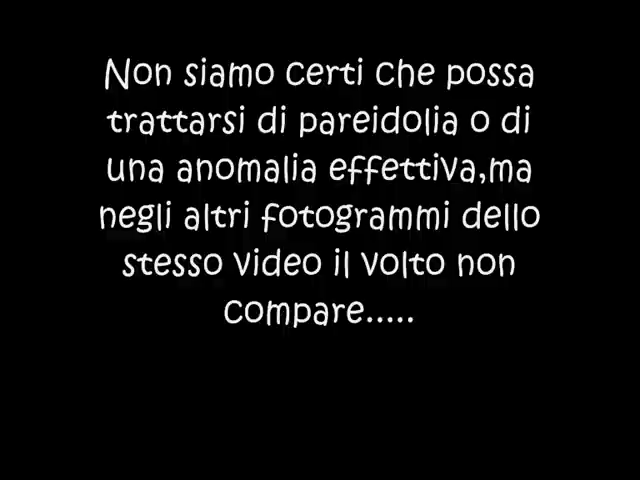 Non siamo certi che possa
trattarsi di pareidolia o di
una anomalia effettiva,ma
negli altri fotogrammi dello
stesso video il volto non
compare.....